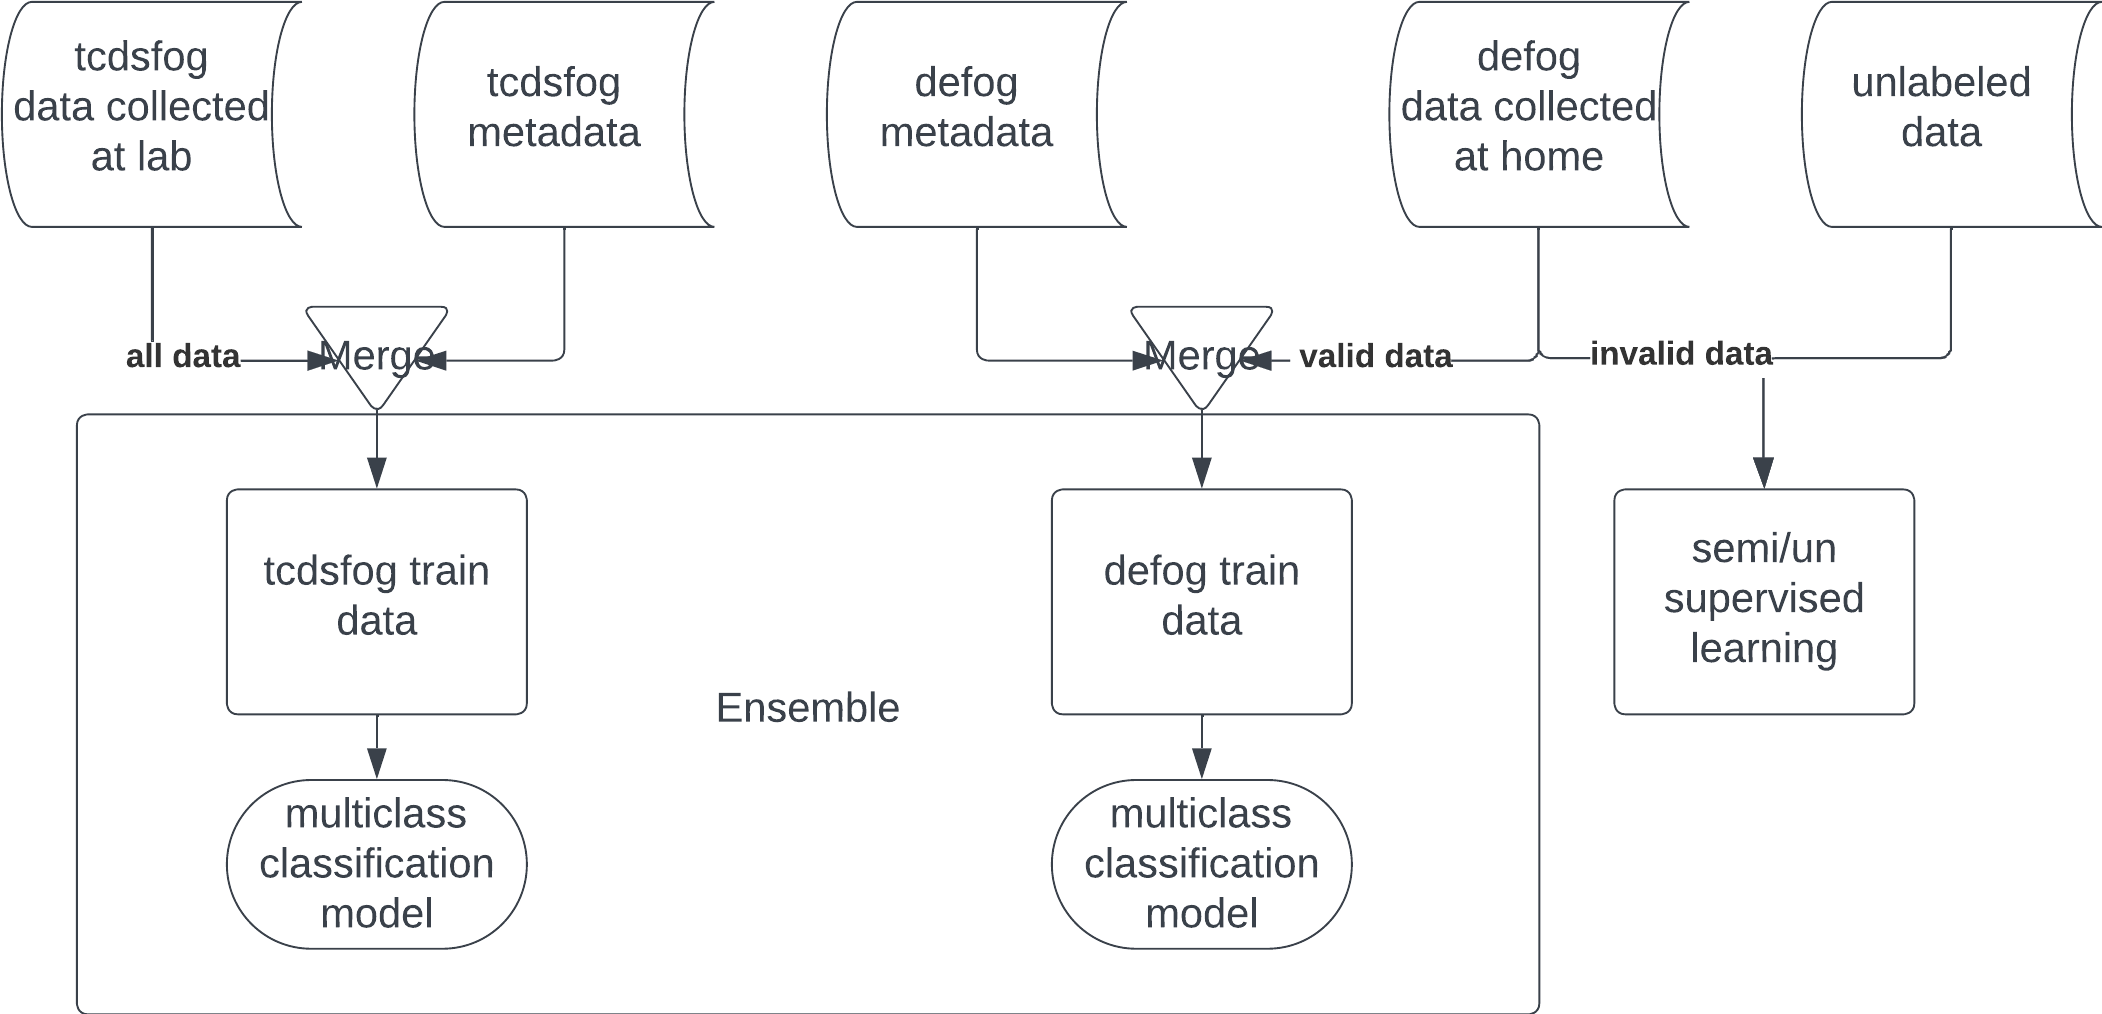 tcdsfog
data collected
at lab
tcdsfog
metadata
defog
metadata
defog
data collected
at home
unlabeled
data
all data
Merge
Merge
valid data
invalid data
tcdsfog train
data
defog train
data
semi/un
supervised
learning
Ensemble
multiclass
classification
model
multiclass
classification
model